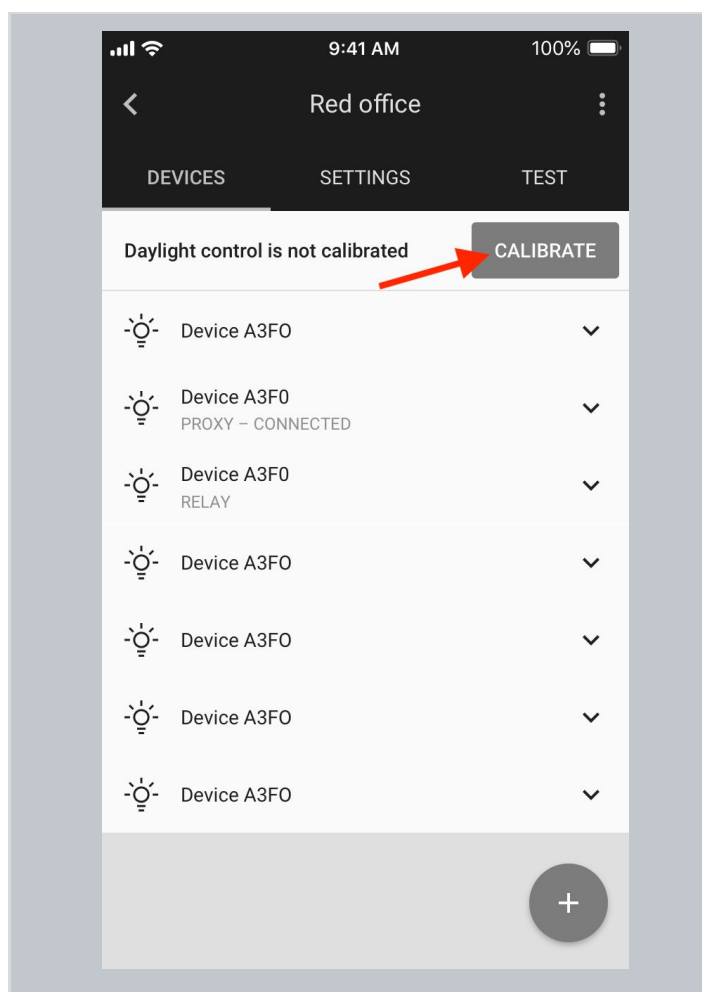 9:41 AM 100%
Red office
DEVICES SETTINGS TEST
Daylight control is not calibrated CALIBRATE
Device A3FO
Device A3F0
PROXY – CONNECTED
Device A3F0
RELAY
Device A3FO
Device A3FO
Device A3FO
Device A3FO
+